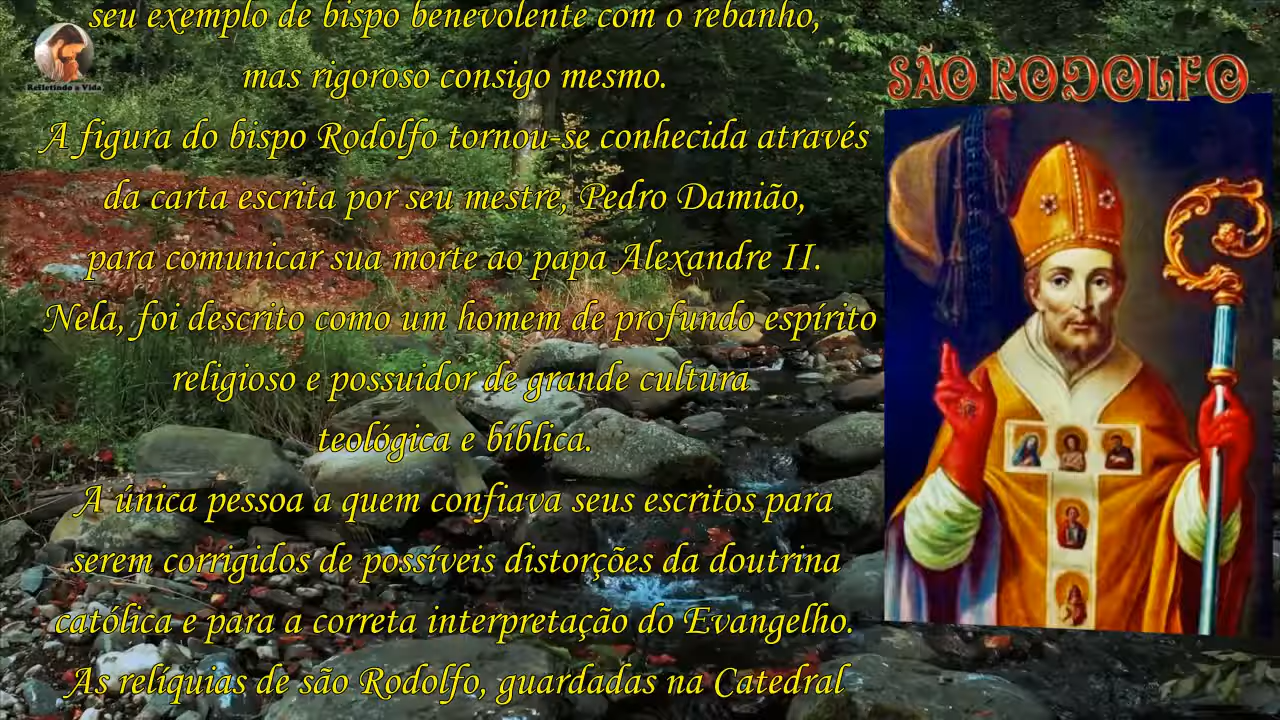 seu exemplo de bispo benevolente com o rebanho,
mas rigoroso consigo mesmo.
A figura do bispo Rodolfo tornou-se conhecida através
da carta escrita por seu mestre, Pedro Damião,
para comunicar sua morte ao papa Alexandre II.
Nela, foi descrito como um homem de profundo espírito
religioso e possuidor de grande cultura
teológica e bíblica.
A única pessoa a quem confiava seus escritos para
serem corrigidos de possíveis distorções da doutrina
católica e para a correta interpretação do Evangelho.
As relíquias de são Rodolfo, guardadas na Catedral
SÃO RODOLFO
Refletindo a Vida